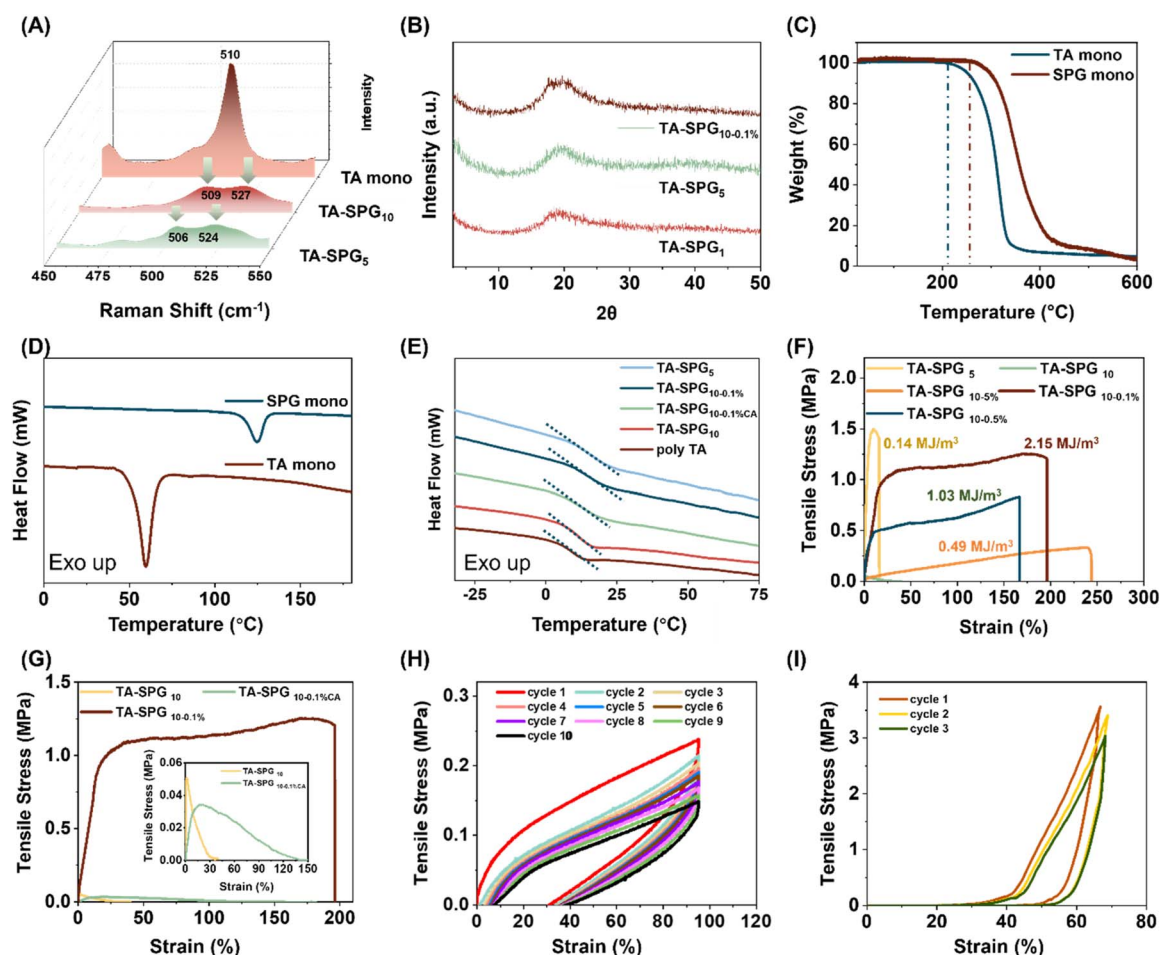 (A)
510
Intensity
509 527
506 524
TA mono
TA-SPG10
TA-SPG5
450 475 500 525 550
Raman Shift (cm-1)
(B)
Intensity (a.u.)
TA-SPG10-0.1%
TA-SPG5
TA-SPG1
0 10 20 30 40 50
2θ
(C)
Weight (%)
TA mono
SPG mono
100
80
60
40
20
0
200 400 600
Temperature (°C)
(D)
Heat Flow (mW)
SPG mono
TA mono
Exo up
0 50 100 150
Temperature (°C)
(E)
Heat Flow (mW)
TA-SPG5
TA-SPG10-0.1%
TA-SPG10-0.1%CA
TA-SPG10
poly TA
Exo up
-25 0 25 50 75
Temperature (°C)
(F)
Tensile Stress (MPa)
TA-SPG 5 TA-SPG 10
TA-SPG 10-5% TA-SPG 10-0.1%
TA-SPG 10-0.5%
2.0
1.5
1.0
0.5
0.0
0.14 MJ/m3 2.15 MJ/m3
1.03 MJ/m3
0.49 MJ/m3
0 50 100 150 200 250 300
Strain (%)
(G)
Tensile Stress (MPa)
TA-SPG 10 TA-SPG 10-0.1%CA
TA-SPG 10-0.1%
1.5
1.0
0.5
0.0
Tensile Stress (MPa)
TA-SPG 10
TA-SPG 10-0.1%CA
0.06
0.04
0.02
0.00
0 30 60 90 120 150
Strain (%)
0 50 100 150 200
Strain (%)
(H)
Tensile Stress (MPa)
cycle 1 cycle 2 cycle 3
cycle 4 cycle 5 cycle 6
cycle 7 cycle 8 cycle 9
cycle 10
0.3
0.2
0.1
0.0
0 20 40 60 80 100
Strain (%)
(I)
Tensile Stress (MPa)
cycle 1
cycle 2
cycle 3
4
3
2
1
0
0 20 40 60 80
Strain (%)